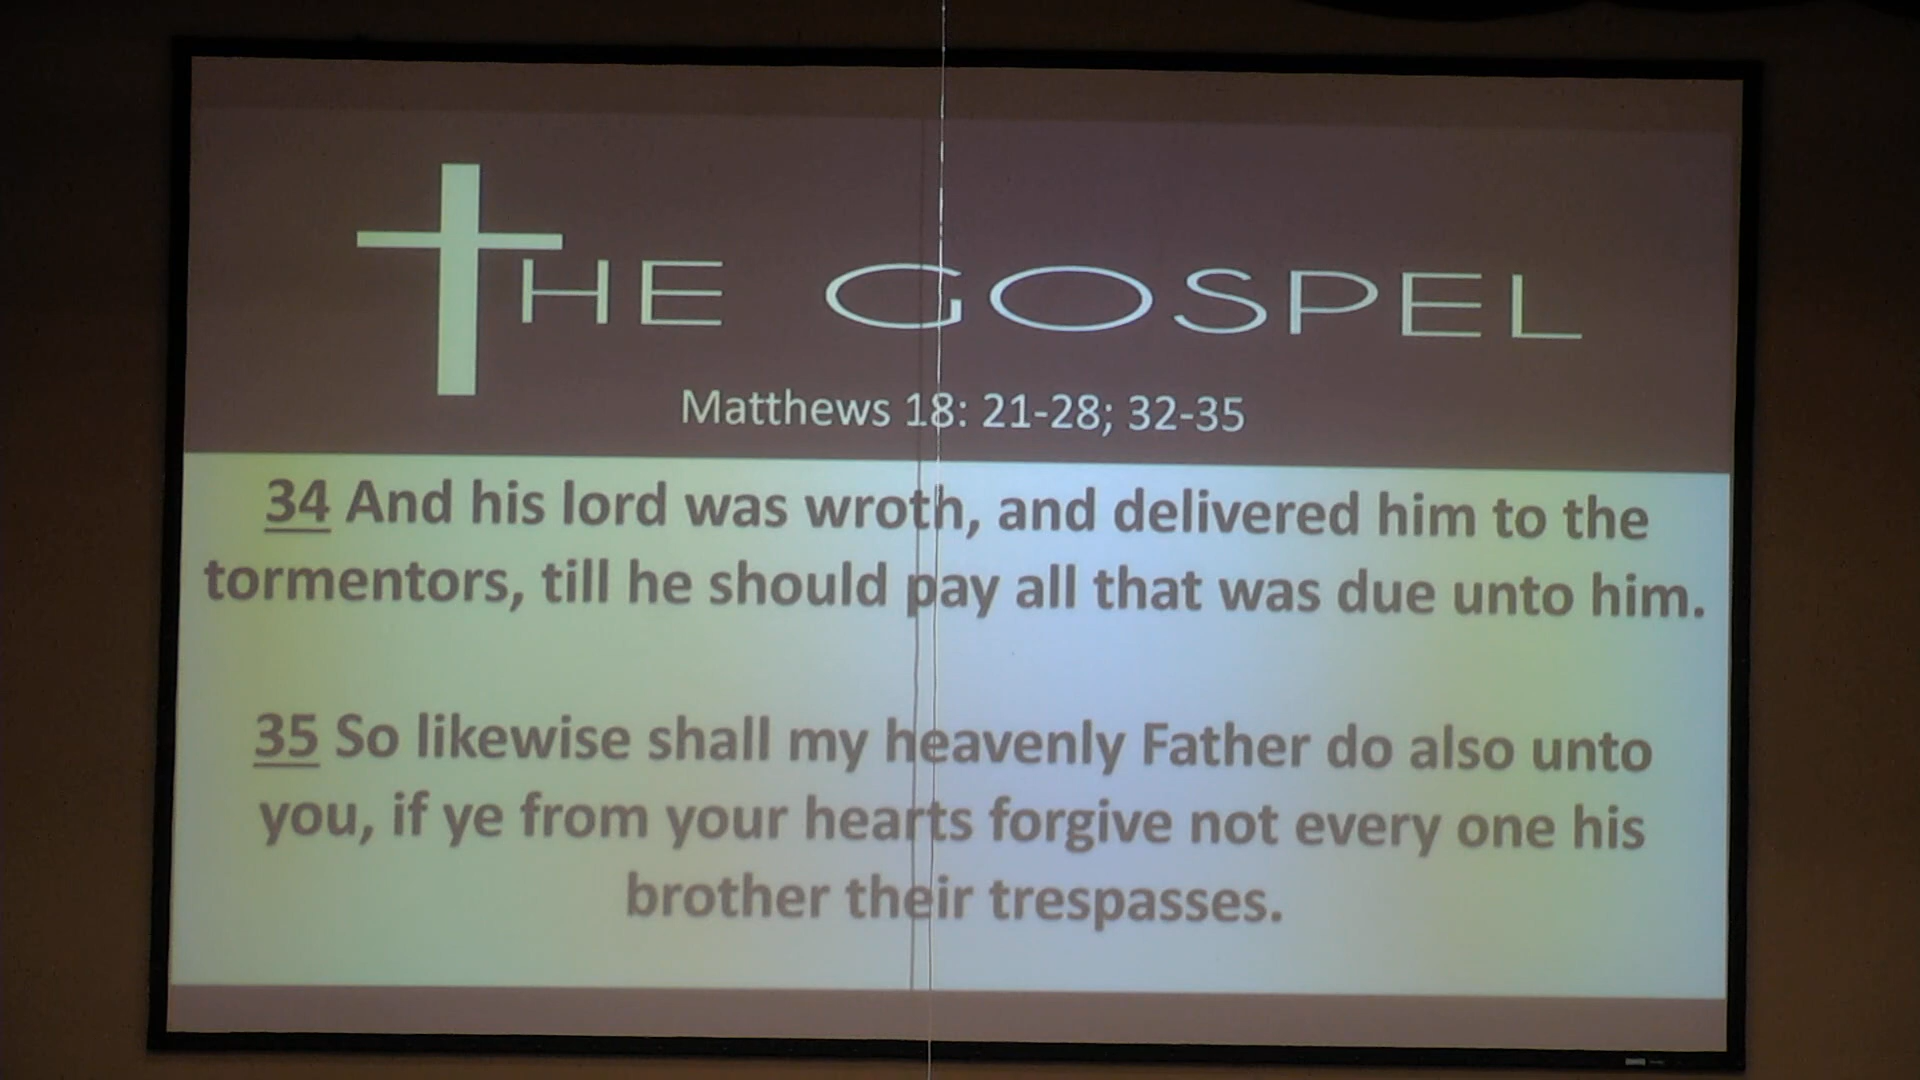 THE GOSPEL
Matthews 18: 21-28; 32-35
34 And his lord was wroth, and delivered him to the
tormentors, till he should pay all that was due unto him.
35 So likewise shall my heavenly Father do also unto
you, if ye from your hearts forgive not every one his
brother their trespasses.